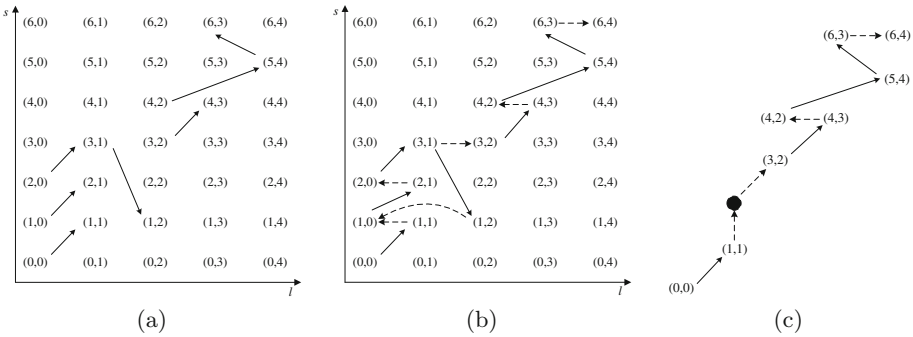 s
(6,0) (6,1) (6,2) (6,3) (6,4)
(5,0) (5,1) (5,2) (5,3) (5,4)
(4,0) (4,1) (4,2) (4,3) (4,4)
(3,0) (3,1) (3,2) (3,3) (3,4)
(2,0) (2,1) (2,2) (2,3) (2,4)
(1,0) (1,1) (1,2) (1,3) (1,4)
(0,0) (0,1) (0,2) (0,3) (0,4)
l
(a)
s
(6,0) (6,1) (6,2) (6,3) (6,4)
(5,0) (5,1) (5,2) (5,3) (5,4)
(4,0) (4,1) (4,2) (4,3) (4,4)
(3,0) (3,1) (3,2) (3,3) (3,4)
(2,0) (2,1) (2,2) (2,3) (2,4)
(1,0) (1,1) (1,2) (1,3) (1,4)
(0,0) (0,1) (0,2) (0,3) (0,4)
l
(b)
(6,3) (6,4)
(5,4)
(4,2) (4,3)
(3,2)
(1,1)
(0,0)
(c)